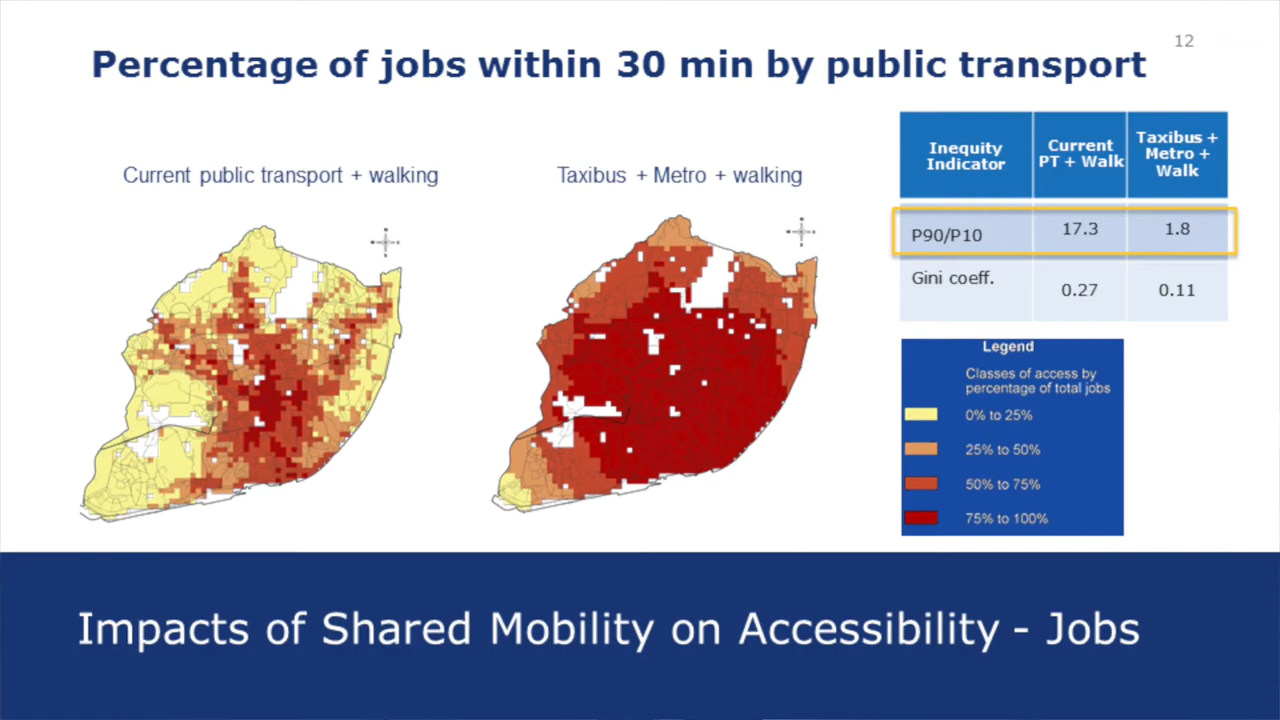 12
Percentage of jobs within 30 min by public transport
Current public transport + walking
Taxibus + Metro + walking
Inequity
Indicator
Current
PT + Walk
Taxibus +
Metro +
Walk
P90/P10
17.3
1.8
Gini coeff.
0.27
0.11
Legend
Classes of access by
percentage of total jobs
0% to 25%
25% to 50%
50% to 75%
75% to 100%
Impacts of Shared Mobility on Accessibility - Jobs